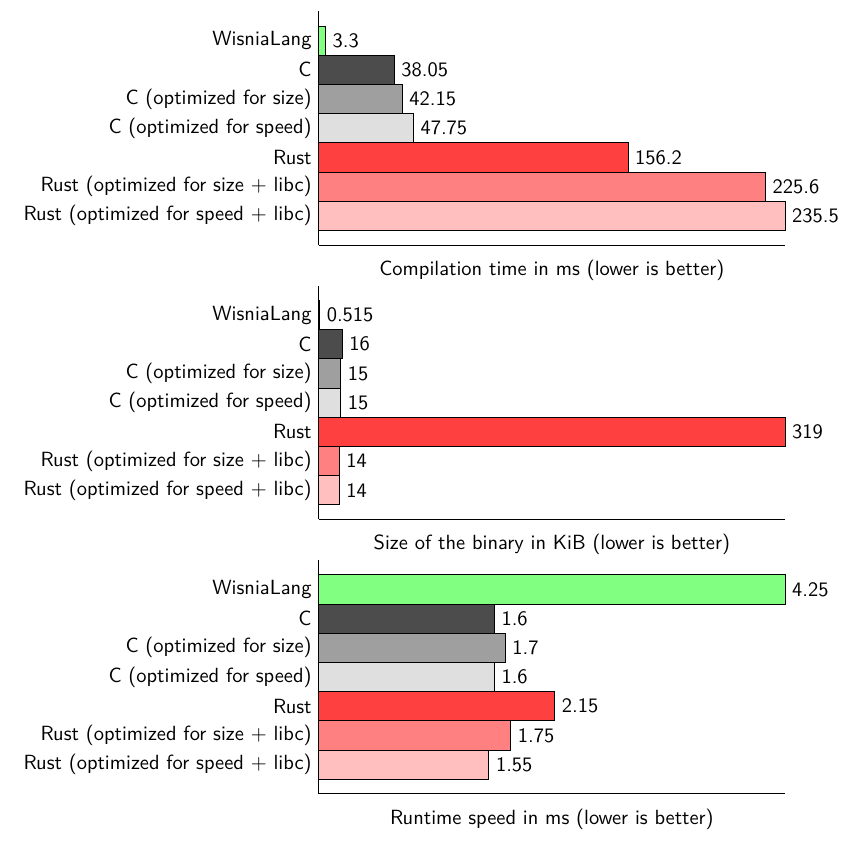 WisniaLang 3.3
C 38.05
C (optimized for size) 42.15
C (optimized for speed) 47.75
Rust 156.2
Rust (optimized for size + libc) 225.6
Rust (optimized for speed + libc) 235.5
Compilation time in ms (lower is better)
WisniaLang 0.515
C 16
C (optimized for size) 15
C (optimized for speed) 15
Rust 319
Rust (optimized for size + libc) 14
Rust (optimized for speed + libc) 14
Size of the binary in KiB (lower is better)
WisniaLang 4.25
C 1.6
C (optimized for size) 1.7
C (optimized for speed) 1.6
Rust 2.15
Rust (optimized for size + libc) 1.75
Rust (optimized for speed + libc) 1.55
Runtime speed in ms (lower is better)